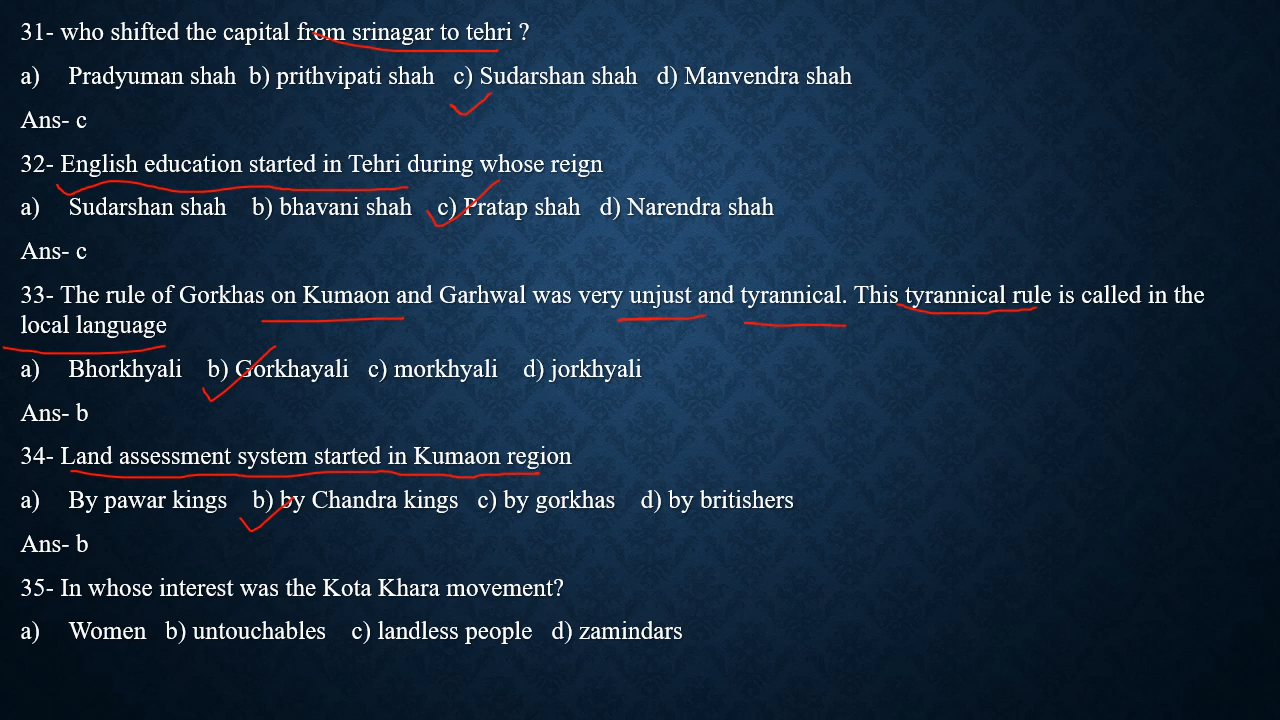 31- who shifted the capital from srinagar to tehri ?
a) Pradyuman shah b) prithvipati shah c) Sudarshan shah d) Manvendra shah
Ans- c
32- English education started in Tehri during whose reign
a) Sudarshan shah b) bhavani shah c) Pratap shah d) Narendra shah
Ans- c
33- The rule of Gorkhas on Kumaon and Garhwal was very unjust and tyrannical. This tyrannical rule is called in the
local language
a) Bhorkhyali b) Gorkhayali c) morkhyali d) jorkhyali
Ans- b
34- Land assessment system started in Kumaon region
a) By pawar kings b) by Chandra kings c) by gorkhas d) by britishers
Ans- b
35- In whose interest was the Kota Khara movement?
a) Women b) untouchables c) landless people d) zamindars